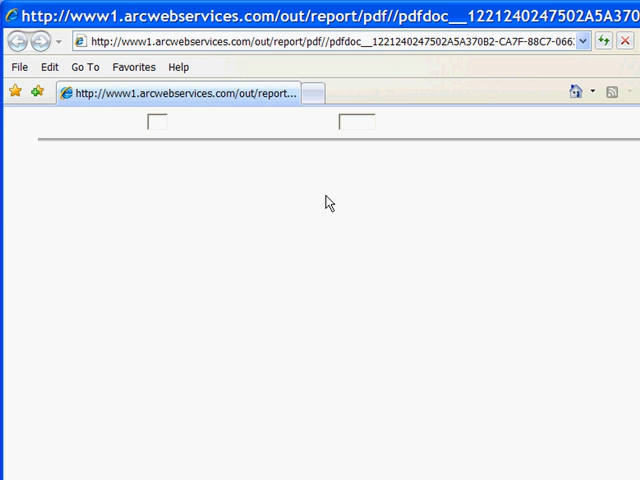 http://www1.arcwebservices.com/out/report/pdf//pdfdoc__1221240247502A5A370
http://www1.arcwebservices.com/out/report/pdf//pdfdoc__1221240247502A5A370B2-CA7F-88C7-066
File Edit Go To Favorites Help
http://www1.arcwebservices.com/out/report...